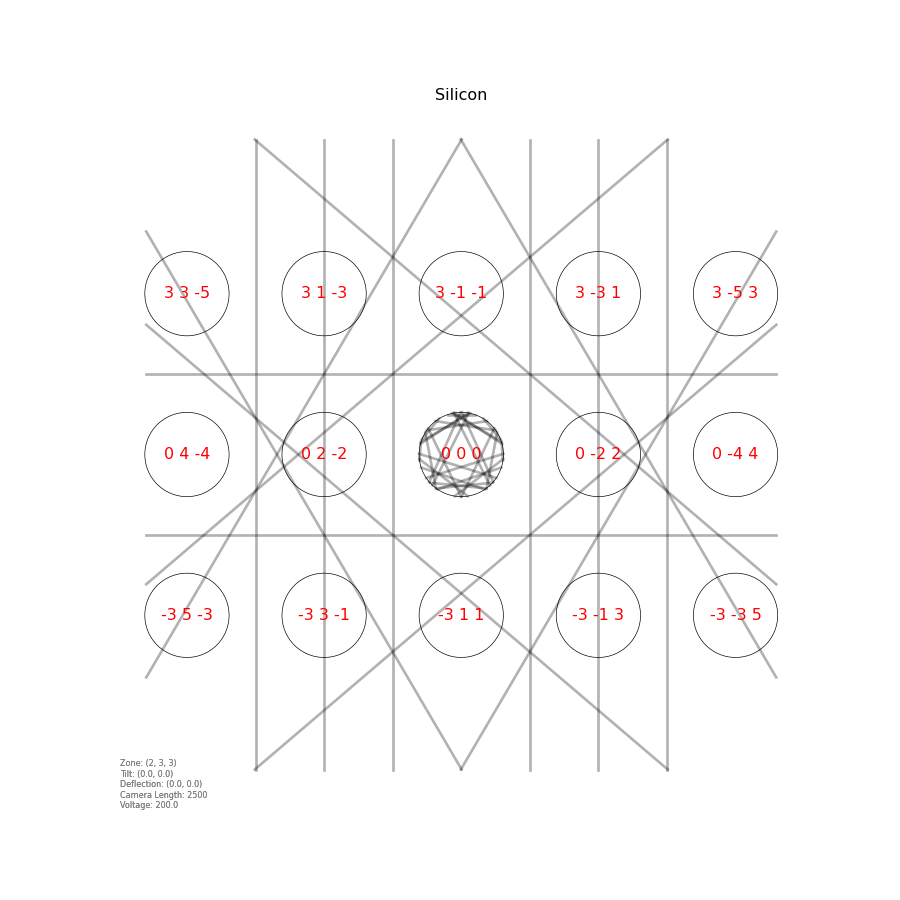 Silicon
3 3 -5 3 1 -3 3 -1 -1 3 -3 1 3 -5 3
0 4 -4 0 2 -2 0 0 0 0 -2 2 0 -4 4
-3 5 -3 -3 3 -1 -3 1 1 -3 -1 3 -3 -3 5
Zone: (2, 3, 3)
Tilt: (0.0, 0.0)
Deflection: (0.0, 0.0)
Camera Length: 2500
Voltage: 200.0